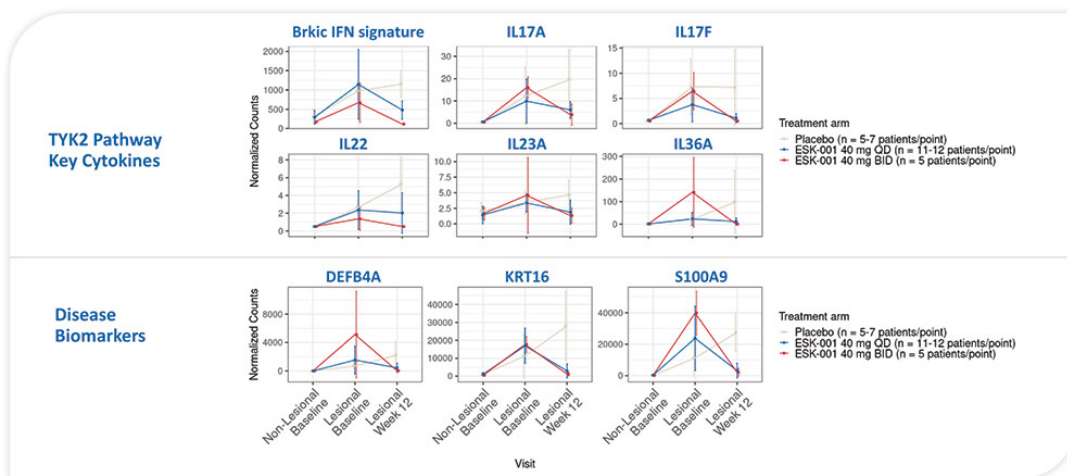 Brkic IFN signature
IL17A
IL17F
2000
1500
1000
500
0
30
20
10
0
15
10
5
0
TYK2 Pathway
Key Cytokines
Normalized Counts
IL22
IL23A
IL36A
8
6
4
2
0
10.0
7.5
5.0
2.5
0.0
300
200
100
0
Treatment arm
Placebo (n = 5-7 patients/point)
ESK-001 40 mg QD (n = 11-12 patients/point)
ESK-001 40 mg BID (n = 5 patients/point)
DEFB4A
KRT16
S100A9
Disease
Biomarkers
Normalized Counts
8000
4000
0
40000
30000
20000
10000
0
40000
20000
0
Treatment arm
Placebo (n = 5-7 patients/point)
ESK-001 40 mg QD (n = 11-12 patients/point)
ESK-001 40 mg BID (n = 5 patients/point)
Non-Lesional
Baseline
Lesional
Baseline
Lesional
Week 12
Non-Lesional
Baseline
Lesional
Baseline
Lesional
Week 12
Non-Lesional
Baseline
Lesional
Baseline
Lesional
Week 12
Visit